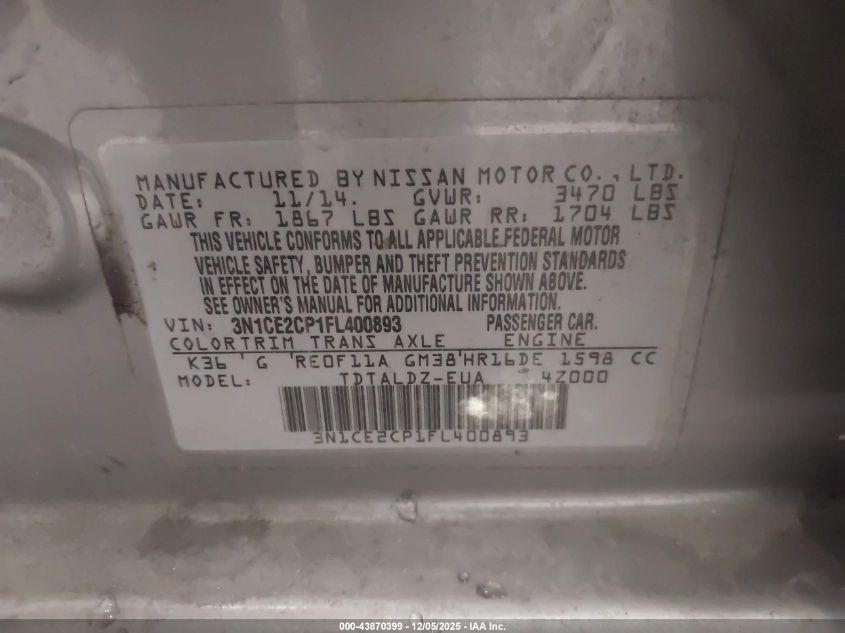 MANUFACTURED BY NISSAN MOTOR CO., LTD.
DATE: 11/14. GVWR: 3470 LBS
GAWR FR: 1867 LBS GAWR RR: 1704 LBS
THIS VEHICLE CONFORMS TO ALL APPLICABLE FEDERAL MOTOR
VEHICLE SAFETY, BUMPER AND THEFT PREVENTION STANDARDS
IN EFFECT ON THE DATE OF MANUFACTURE SHOWN ABOVE.
SEE OWNER'S MANUAL FOR ADDITIONAL INFORMATION.
VIN: 3N1CE2CP1FL400893 PASSENGER CAR.
COLOR TRIM TRANS AXLE ENGINE
K36 ' G 'RE0F11A GM38'HR16DE 1598 CC
MODEL: TDTALDZ-EUA 4Z000
3N1CE2CP1FL400893
000-43870399 - 12/05/2025 - IAA Inc.